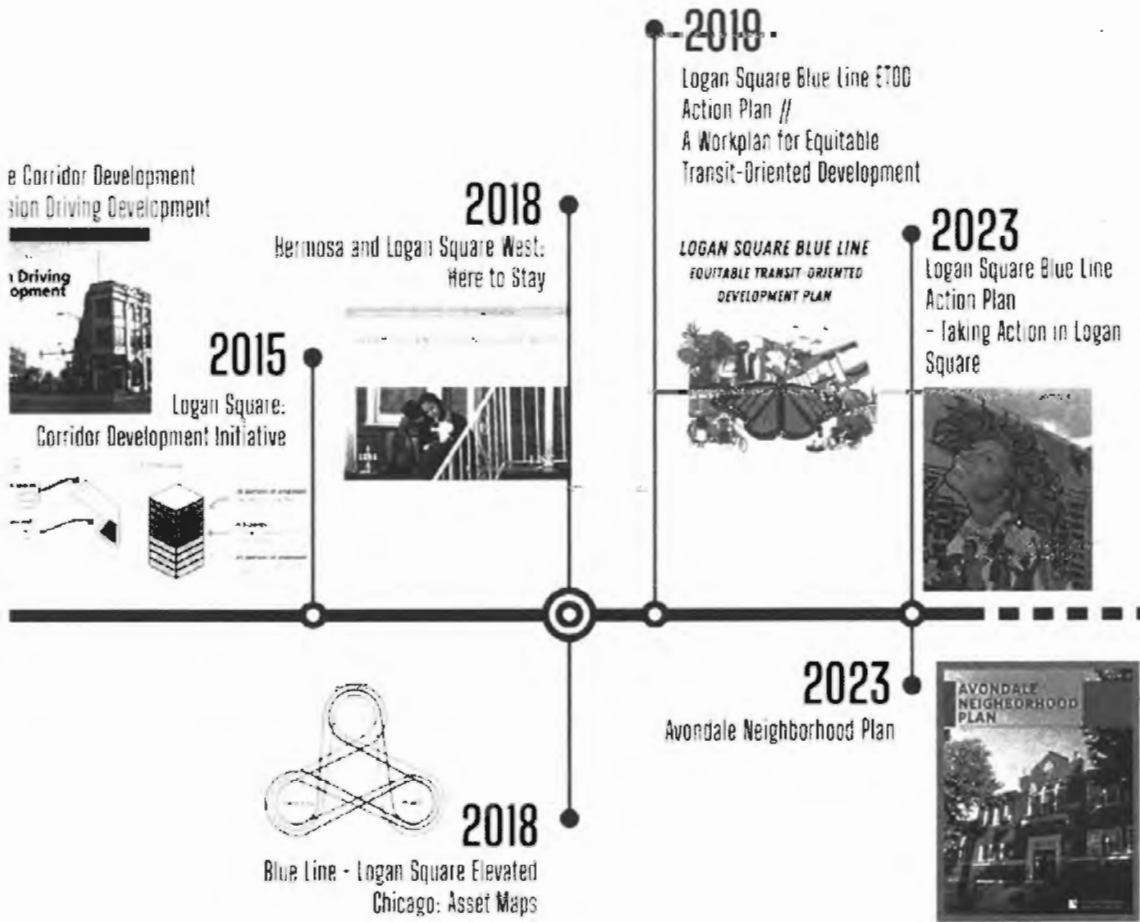 2019
Logan Square Blue Line ETOD
Action Plan //
A Workplan for Equitable
Transit-Oriented Development
e Corridor Development
sion Driving Development
Driving
opment
2018
Hermosa and Logan Square West:
Here to Stay
LOGAN SQUARE BLUE LINE
EQUITABLE TRANSIT-ORIENTED
DEVELOPMENT PLAN
2023
Logan Square Blue Line
Action Plan
- Taking Action in Logan
Square
2015
Logan Square:
Corridor Development Initiative
2023
Avondale Neighborhood Plan
AVONDALE
NEIGHBORHOOD
PLAN
2018
Blue Line - Logan Square Elevated
Chicago: Asset Maps